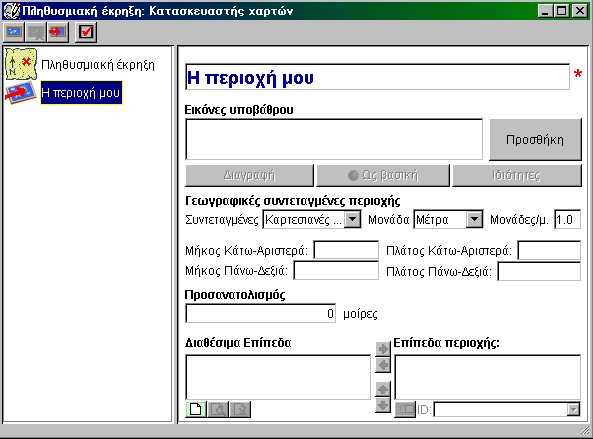 Πληθυσμιακή έκρηξη: Κατασκευαστής χαρτών
Πληθυσμιακή έκρηξη
Η περιοχή μου
Η περιοχή μου *
Εικόνες υποβάθρου
Προσθήκη
Διαγραφή Ως βασική Ιδιότητες
Γεωγραφικές συντεταγμένες περιοχής
Συντεταγμένες Καρτεσιανές ... Μονάδα Μέτρα Μονάδες/μ. 1.0
Μήκος Κάτω-Αριστερά: Πλάτος Κάτω-Αριστερά:
Μήκος Πάνω-Δεξιά: Πλάτος Πάνω-Δεξιά:
Προσανατολισμός
0 μοίρες
Διαθέσιμα Επίπεδα Επίπεδα περιοχής:
ID: